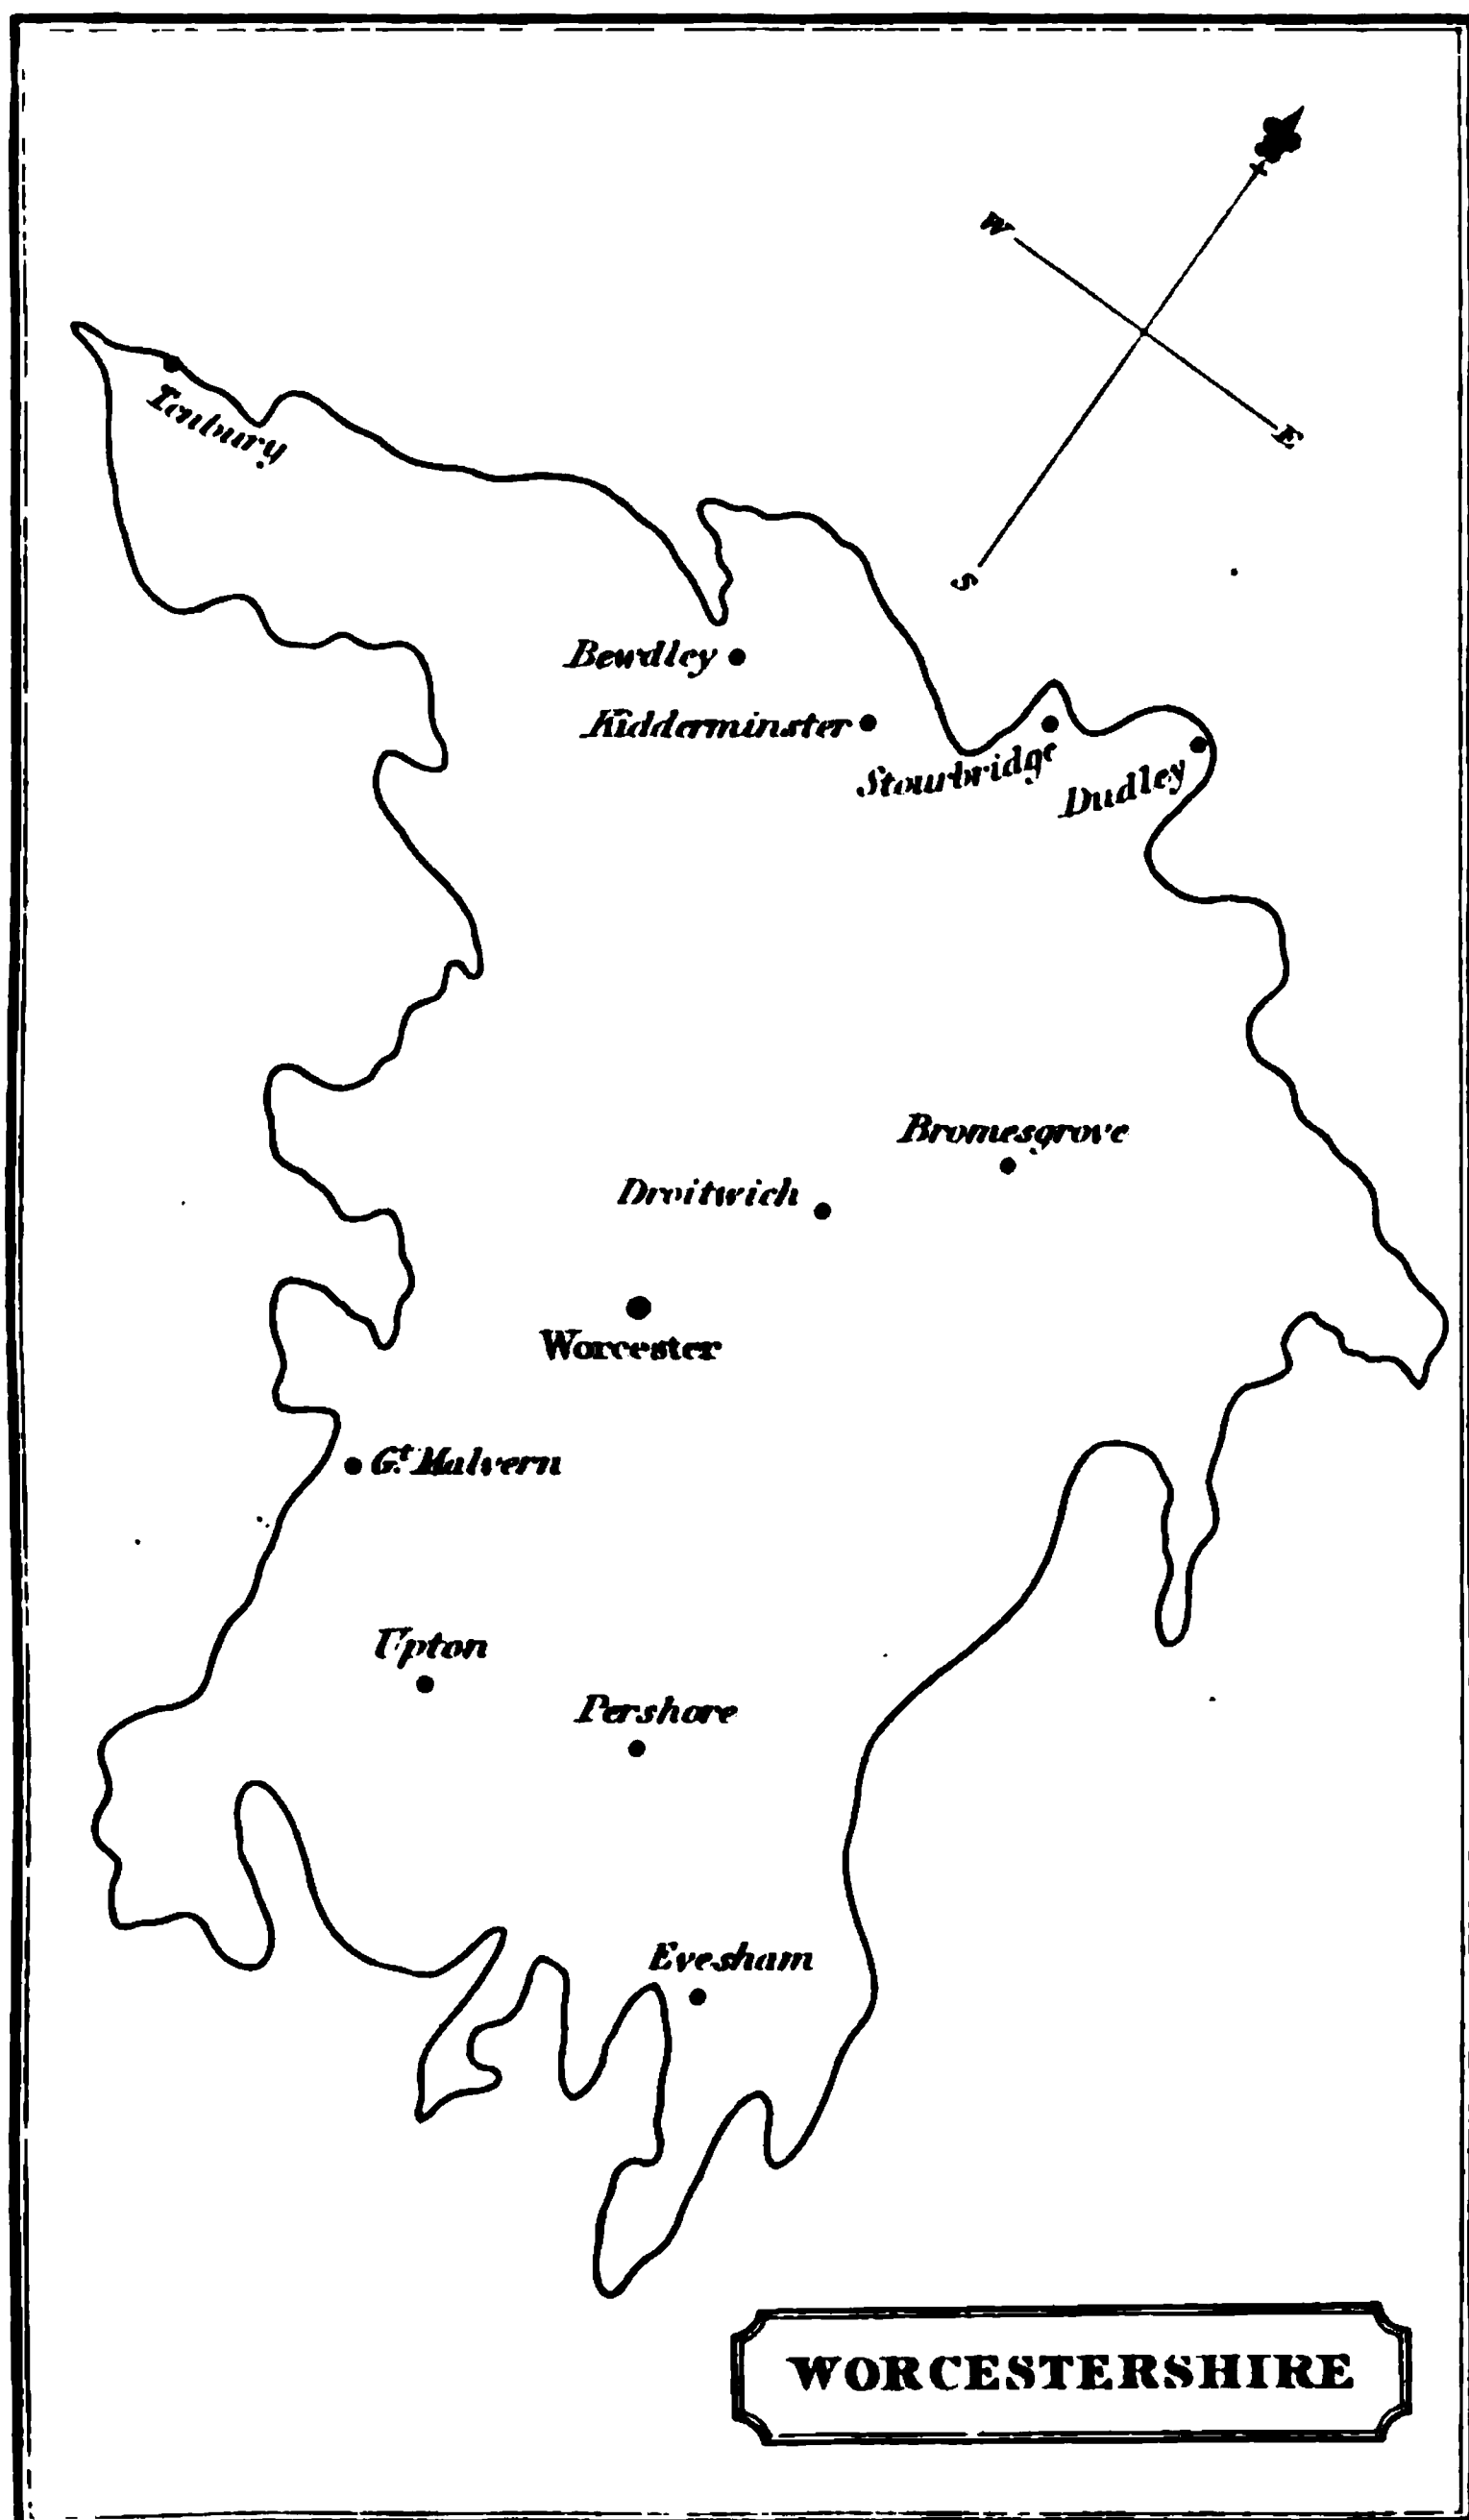 W
E
S
Tenbury
Bewdley
Kidderminster
Stourbridge
Dudley
Bromesgrove
Droitwich
Worcester
Gt. Malvern
Upton
Pershore
Evesham
WORCESTERSHIRE